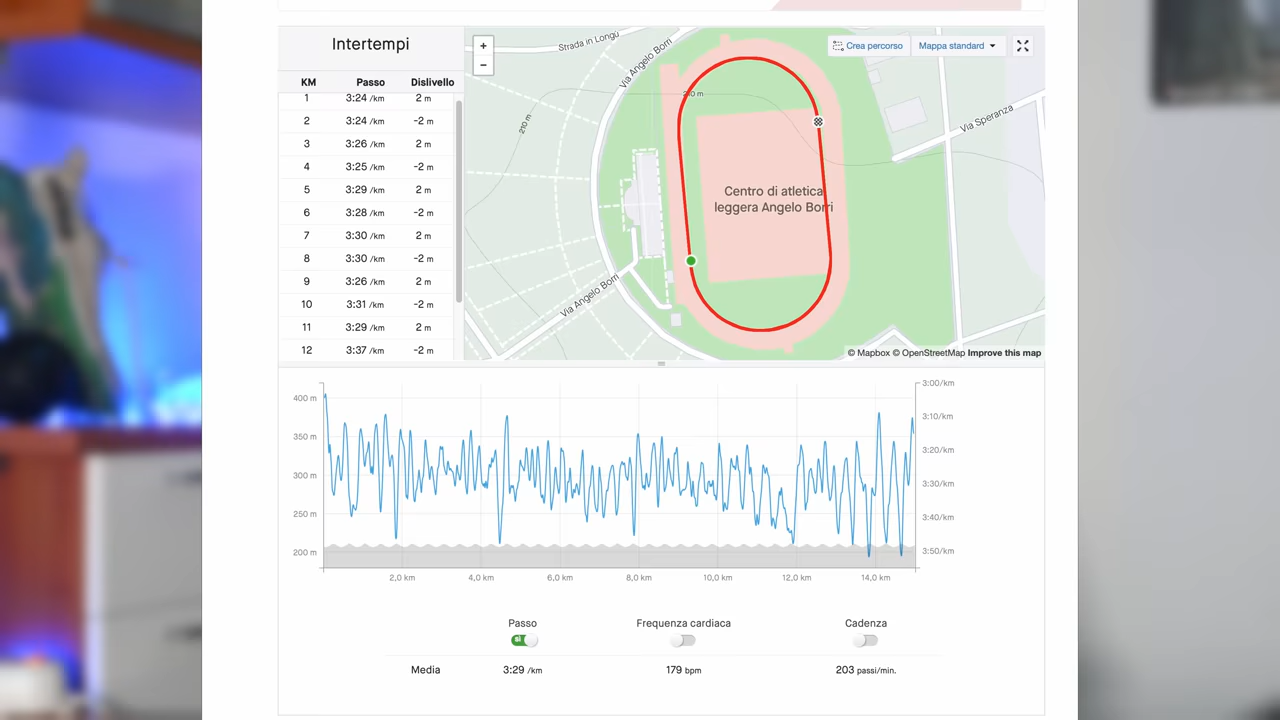 Intertempi
KM Passo Dislivello
1 3:24 /km 2 m
2 3:24 /km -2 m
3 3:26 /km 2 m
4 3:25 /km -2 m
5 3:29 /km 2 m
6 3:28 /km -2 m
7 3:30 /km 2 m
8 3:30 /km -2 m
9 3:26 /km 2 m
10 3:31 /km -2 m
11 3:29 /km 2 m
12 3:37 /km -2 m
+
−
Strada in Longù
Via Angelo Borri
Crea percorso
Mappa standard
210 m
210 m
Via Speranza
Centro di atletica
leggera Angelo Borri
Via Angelo Borri
© Mapbox © OpenStreetMap Improve this map
400 m
350 m
300 m
250 m
200 m
3:00/km
3:10/km
3:20/km
3:30/km
3:40/km
3:50/km
2,0 km 4,0 km 6,0 km 8,0 km 10,0 km 12,0 km 14,0 km
Passo Frequenza cardiaca Cadenza
sì
Media 3:29 /km 179 bpm 203 passi/min.